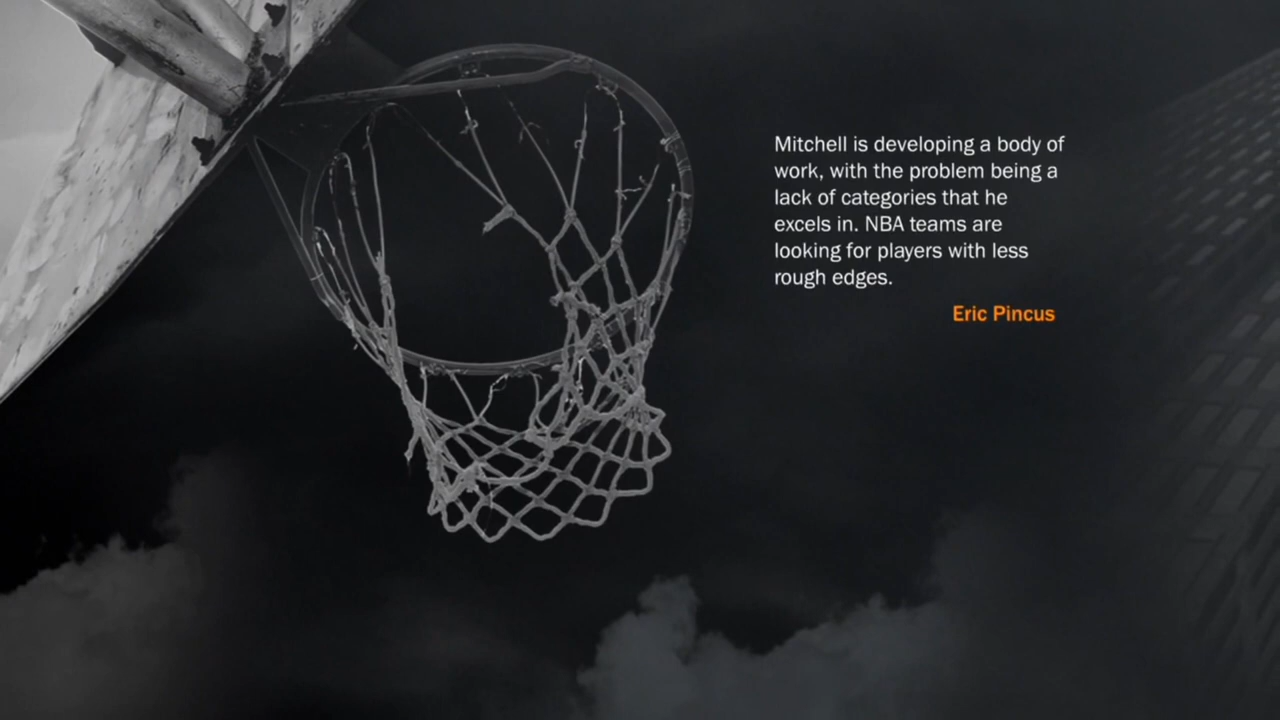 Mitchell is developing a body of
work, with the problem being a
lack of categories that he
excels in. NBA teams are
looking for players with less
rough edges.
Eric Pincus